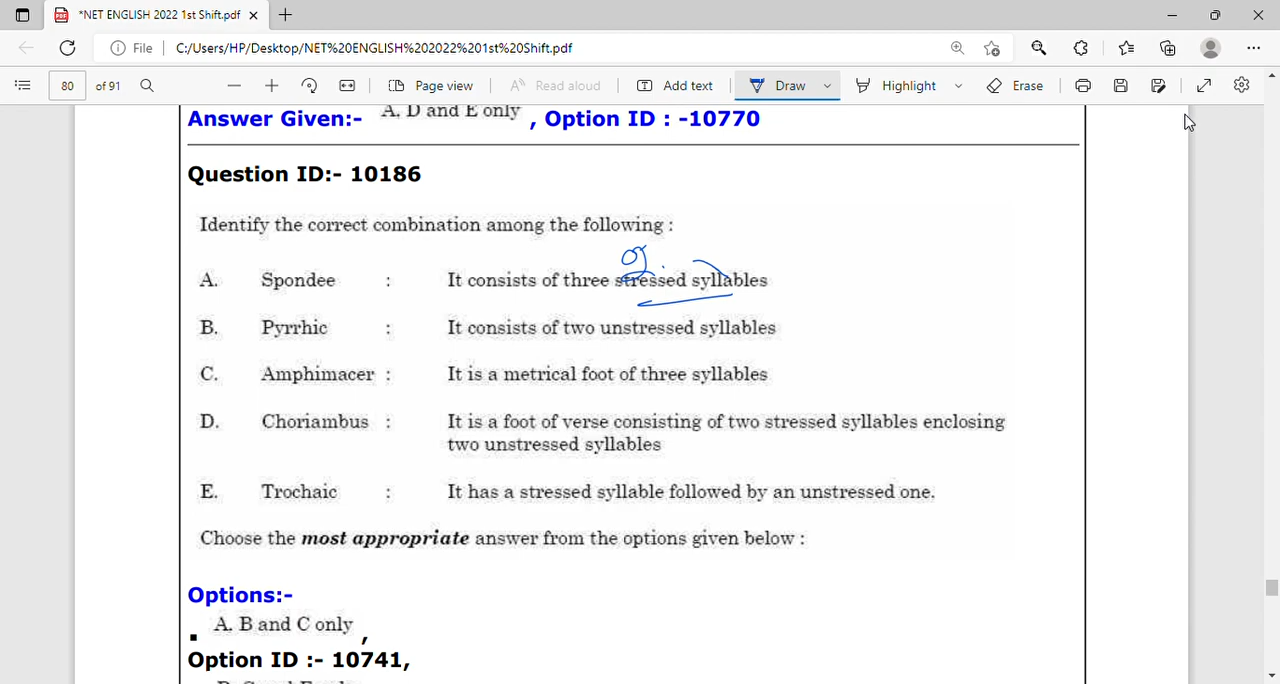 *NET ENGLISH 2022 1st Shift.pdf
File C:/Users/HP/Desktop/NET%20ENGLISH%202022%201st%20Shift.pdf
80 of 91 Page view Read aloud Add text Draw Highlight Erase
Answer Given:- A. D and E only , Option ID : -10770
Question ID:- 10186
Identify the correct combination among the following :
A. Spondee : It consists of three stressed syllables
B. Pyrrhic : It consists of two unstressed syllables
C. Amphimacer : It is a metrical foot of three syllables
D. Choriambus : It is a foot of verse consisting of two stressed syllables enclosing
two unstressed syllables
E. Trochaic : It has a stressed syllable followed by an unstressed one.
Choose the most appropriate answer from the options given below :
Options:-
A. B and C only ,
Option ID :- 10741,